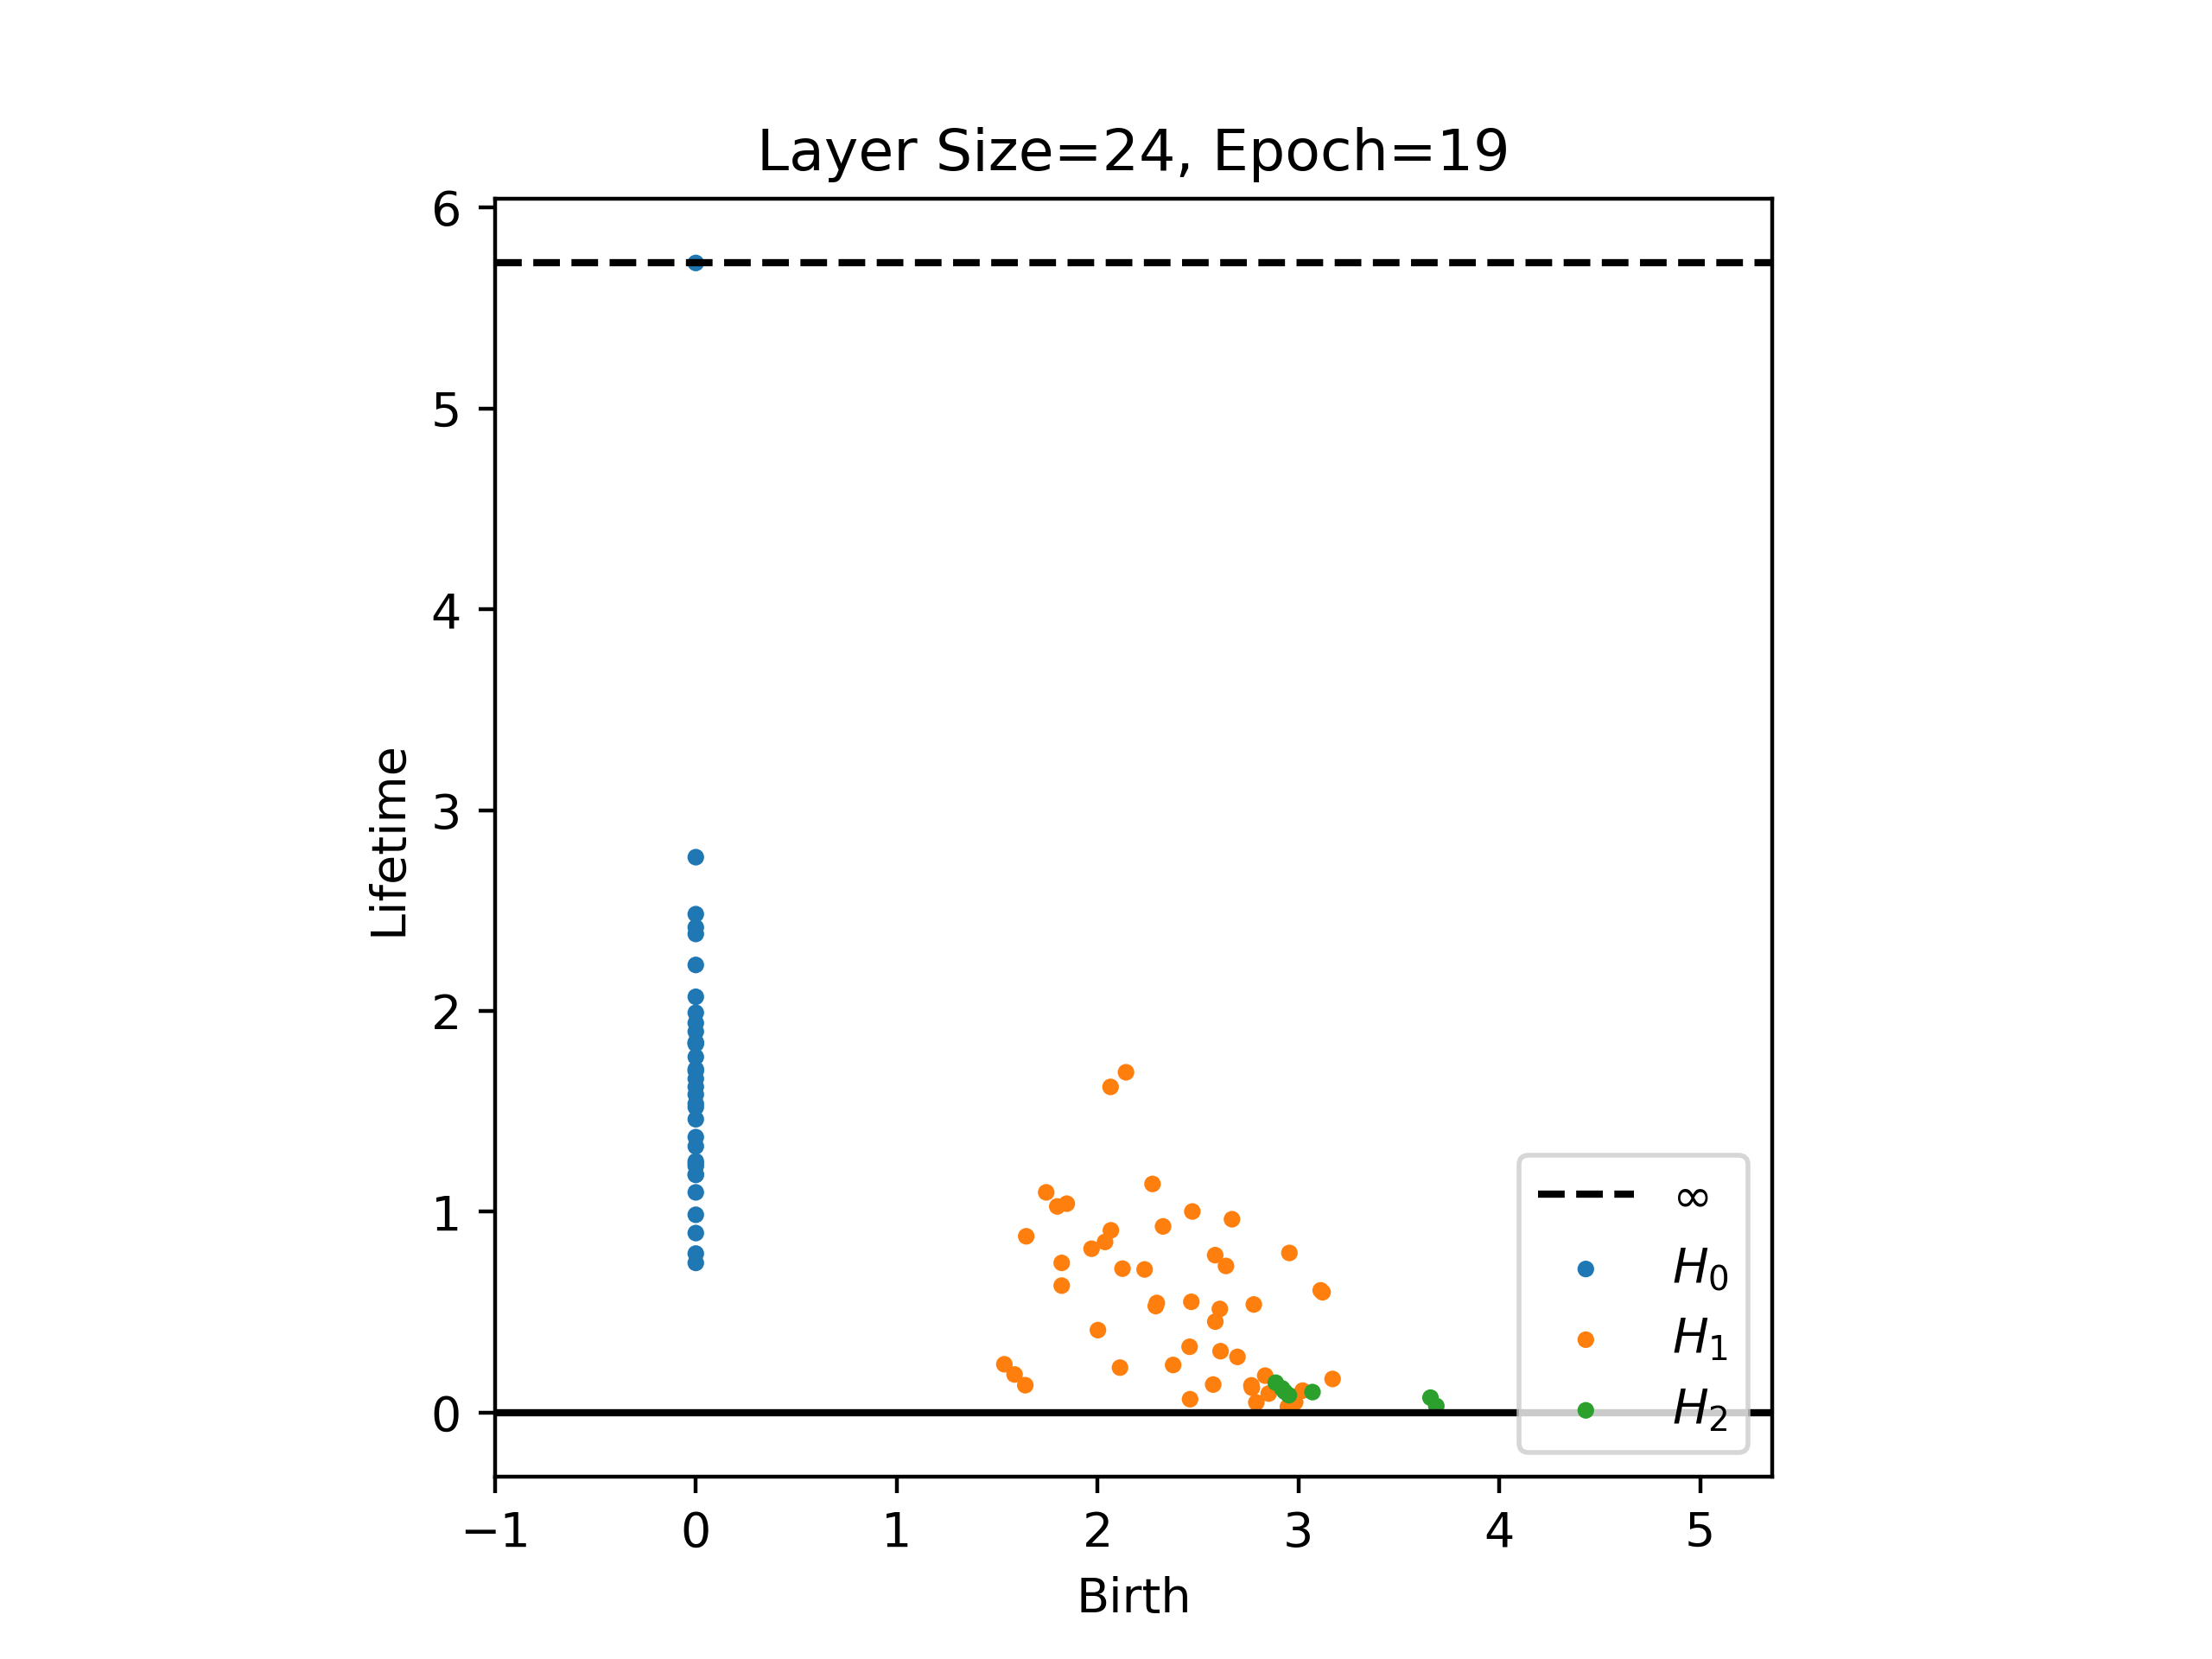 Layer Size=24, Epoch=19
6
5
4
3
2
1
0
Lifetime
∞
H₀
H₁
H₂
−1 0 1 2 3 4 5
Birth